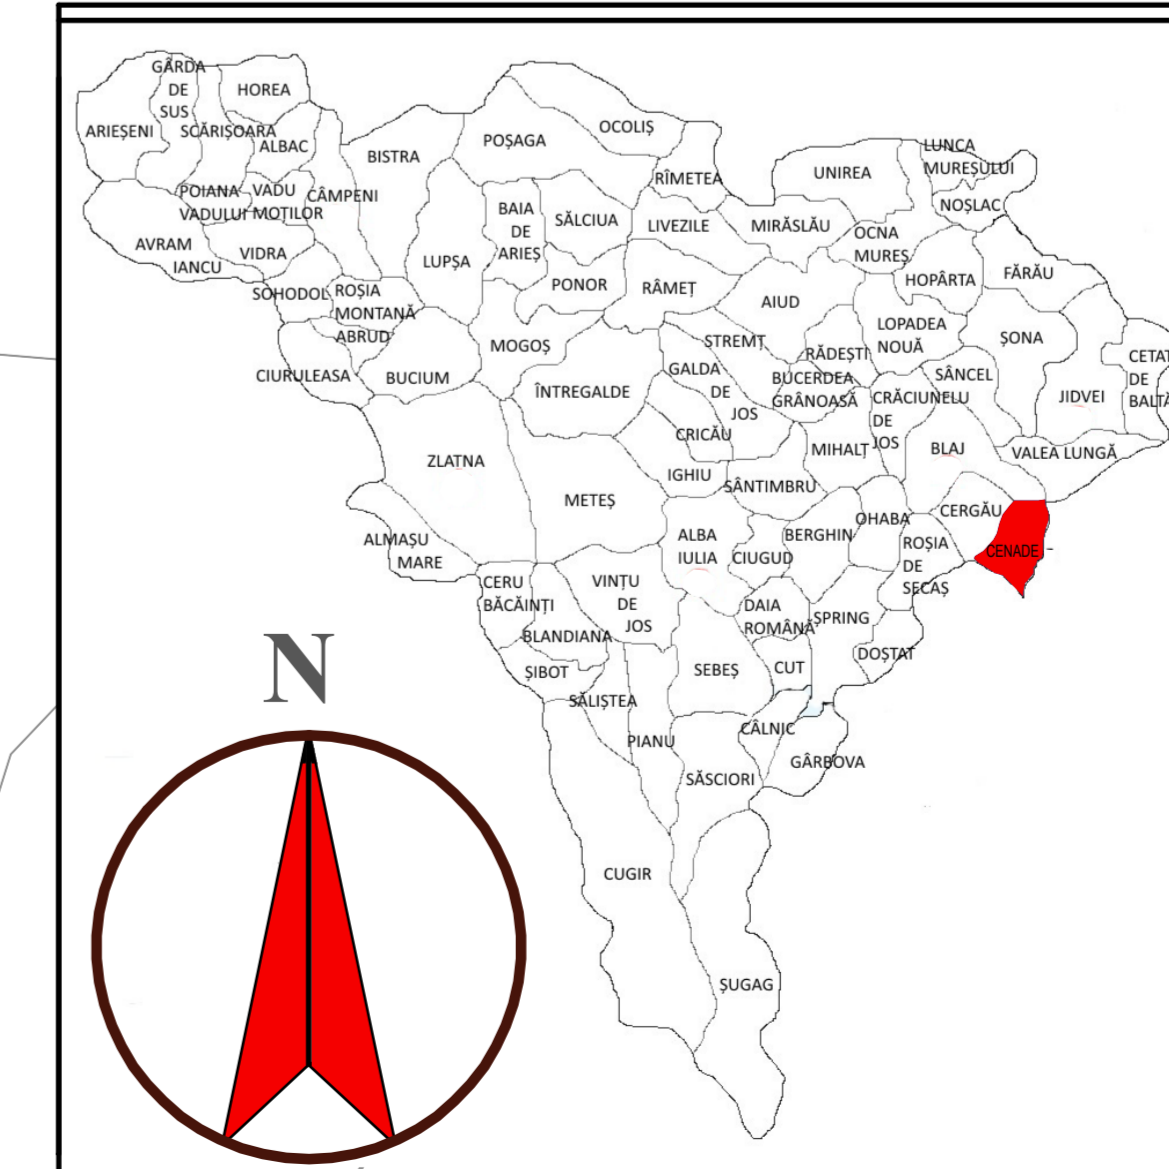 GÂRDA
DE
SUS
HOREA
ARIEȘENI
SCĂRIȘOARA
ALBAC
BISTRA
POȘAGA
OCOLIȘ
RÎMETEA
UNIREA
LUNCA
MUREȘULUI
NOȘLAC
POIANA
VADULUI
VADU
MOȚILOR
CÂMPENI
BAIA
DE
ARIEȘ
SĂLCIUA
LIVEZILE
MIRĂSLĂU
OCNA
MUREȘ
AVRAM
IANCU
VIDRA
LUPȘA
PONOR
RÂMEȚ
AIUD
HOPÂRTA
FĂRĂU
SOHODOL
ROȘIA
MONTANĂ
ABRUD
MOGOȘ
STREMȚ
RĂDEȘTI
LOPADEA
NOUĂ
ȘONA
CETAT
DE
BALTĂ
CIURULEASA
BUCIUM
ÎNTREGALDE
GALDA
DE
JOS
BUCERDEA
GRÂNOASĂ
CRĂCIUNELU
DE
JOS
SÂNCEL
JIDVEI
CRICĂU
MIHALȚ
BLAJ
VALEA LUNGĂ
ZLATNA
METEȘ
IGHIU
SÂNTIMBRU
OHABA
CERGĂU
ALMAȘU
MARE
ALBA
IULIA
CIUGUD
BERGHIN
ROȘIA
DE
SECAȘ
CENADE
CERU
BĂCĂINȚI
VINȚU
DE
JOS
BLANDIANA
DAIA
ROMÂNĂ
ȘPRING
DOȘTAT
ȘIBOT
SEBEȘ
CUT
SĂLIȘTEA
PIANU
CÂLNIC
GÂRBOVA
SĂSCIORI
CUGIR
ȘUGAG
N